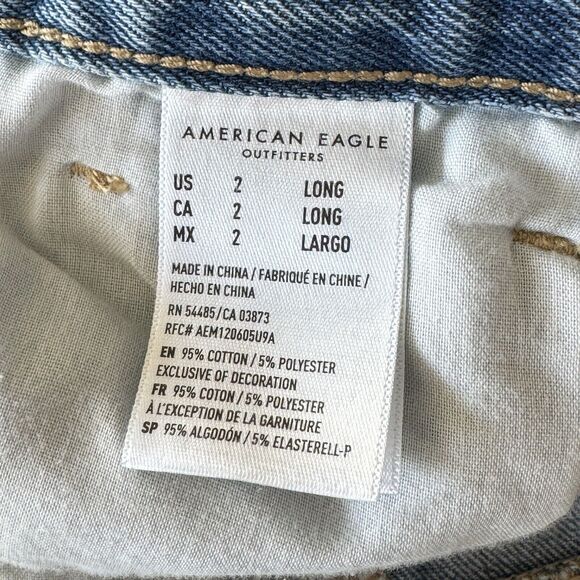 AMERICAN EAGLE
OUTFITTERS
US 2 LONG
CA 2 LONG
MX 2 LARGO
MADE IN CHINA / FABRIQUÉ EN CHINE /
HECHO EN CHINA
RN 54485/CA 03873
RFC# AEM120605U9A
EN 95% COTTON / 5% POLYESTER
EXCLUSIVE OF DECORATION
FR 95% COTON / 5% POLYESTER
À L'EXCEPTION DE LA GARNITURE
SP 95% ALGODÓN / 5% ELASTERELL-P